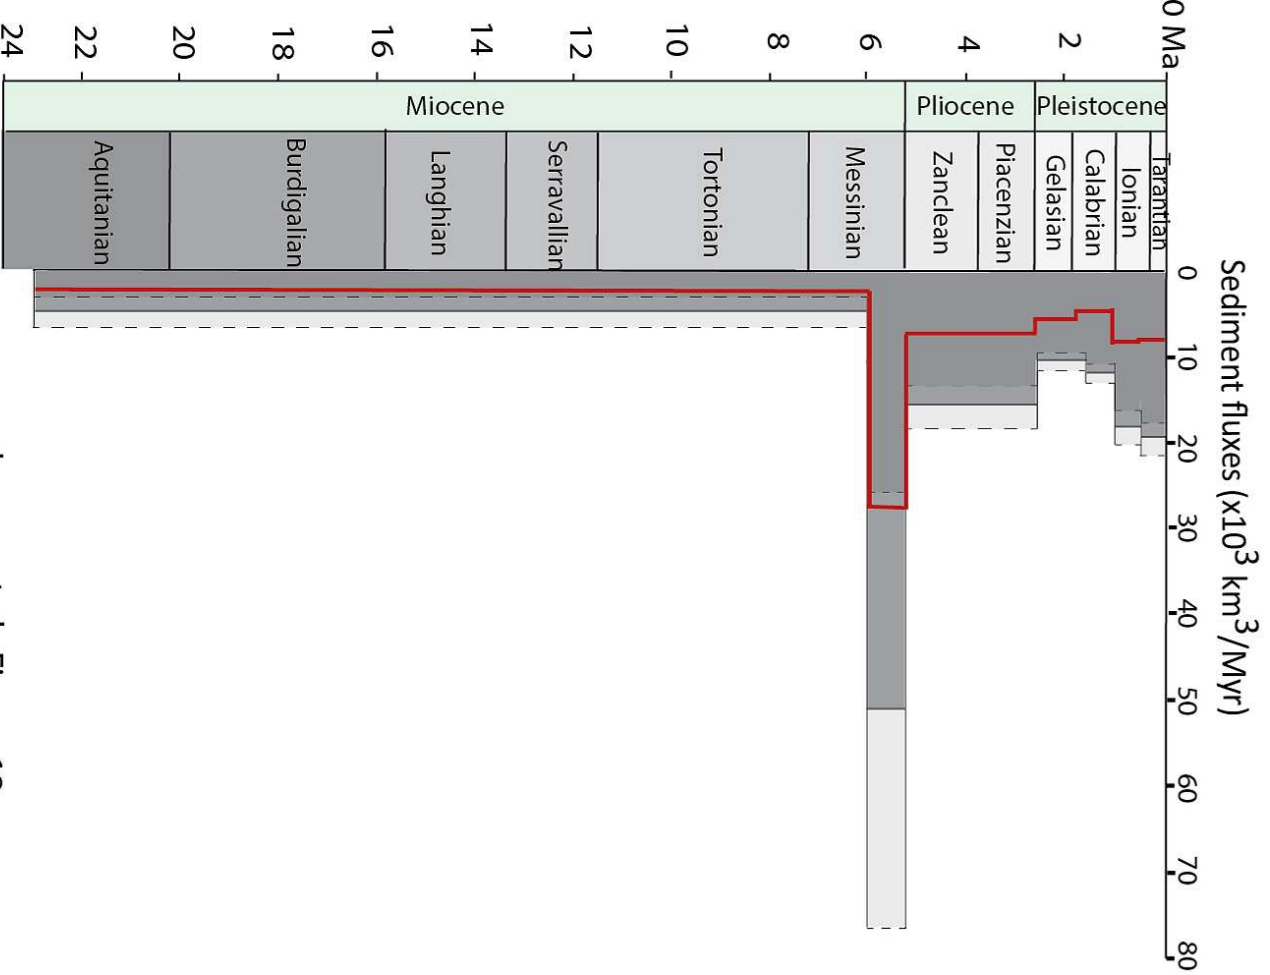 24
22
20
18
16
14
12
10
8
6
4
2
0 Ma
Miocene
Pliocene
Pleistocene
Aquitanian
Burdigalian
Langhian
Serravallian
Tortonian
Messinian
Zanclean
Piacenzian
Gelasian
Calabrian
Ionian
Tarantian
0
10
20
30
40
50
60
70
80
Sediment fluxes (x10³ km³/Myr)